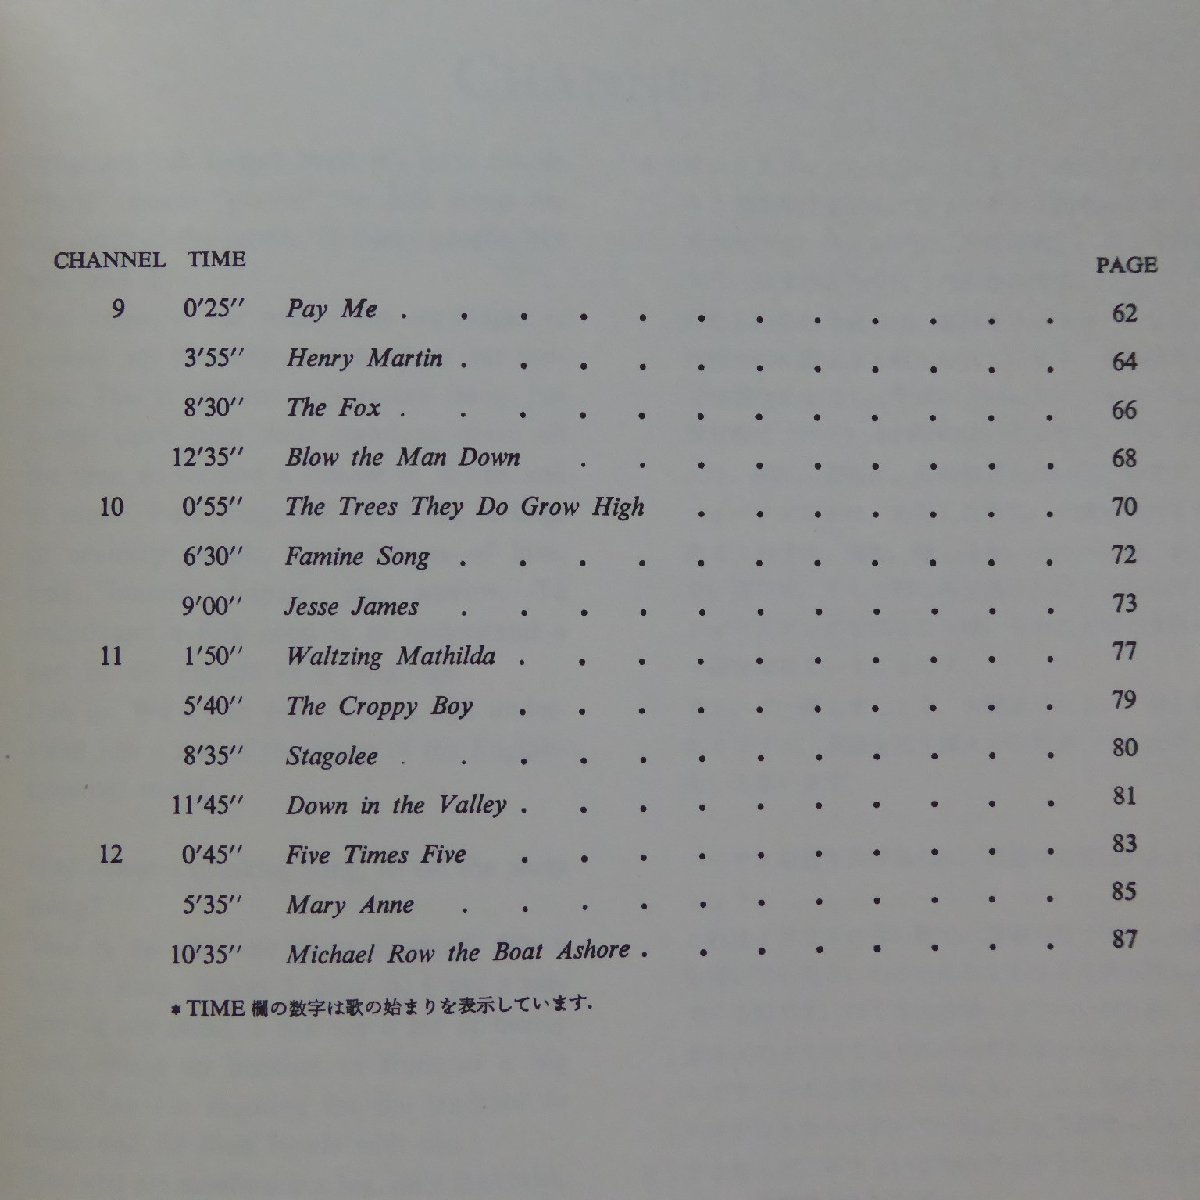 CHANNEL TIME PAGE
9 0'25'' Pay Me . . . . . . . . . . . . 62
3'55'' Henry Martin . . . . . . . . . . . 64
8'30'' The Fox . . . . . . . . . . . . 66
12'35'' Blow the Man Down . . . . . . . . . 68
10 0'55'' The Trees They Do Grow High . . . . . . . 70
6'30'' Famine Song . . . . . . . . . . . 72
9'00'' Jesse James . . . . . . . . . . . 73
11 1'50'' Waltzing Mathilda . . . . . . . . . . 77
5'40'' The Croppy Boy . . . . . . . . . . 79
8'35'' Stagolee . . . . . . . . . . . . 80
11'45'' Down in the Valley . . . . . . . . . . 81
12 0'45'' Five Times Five . . . . . . . . . . 83
5'35'' Mary Anne . . . . . . . . . . . 85
10'35'' Michael Row the Boat Ashore . . . . . . . . 87
* TIME 欄の数字は歌の始まりを表示しています.